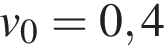 v₀ = 0,4